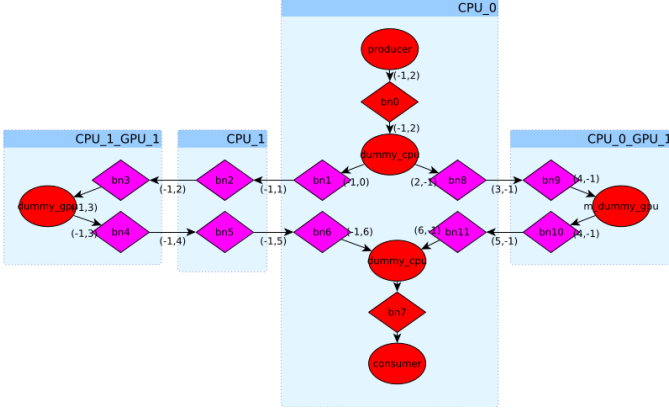 CPU_0
producer
(-1,2)
bn0
(-1,2)
CPU_1_GPU_1
CPU_1
dummy_cpu
CPU_0_GPU_1
bn3
(-1,2)
bn2
(-1,1)
bn1
(-1,0)
(2,-1)
bn8
(3,-1)
bn9
(4,-1)
dummy_gpu
(-1,3)
dummy_gpu
(-1,3)
bn4
(-1,4)
bn5
(-1,5)
bn6
(-1,6)
(6,-1)
bn11
(5,-1)
bn10
(4,-1)
dummy_cpu
bn7
consumer